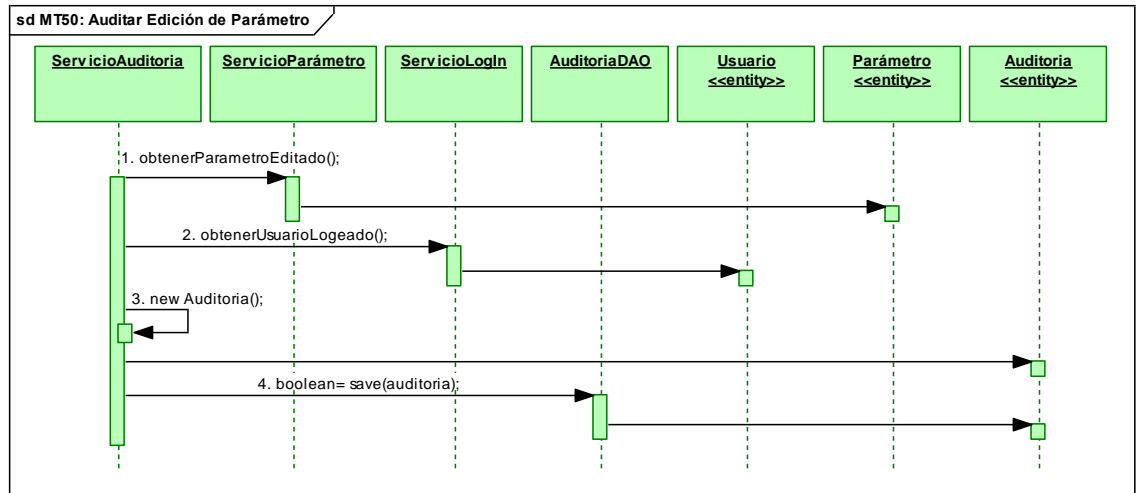 sd MT50: Auditar Edición de Parámetro
ServicioAuditoria
ServicioParámetro
ServicioLogIn
AuditoriaDAO
Usuario
<<entity>>
Parámetro
<<entity>>
Auditoria
<<entity>>
1. obtenerParametroEditado();
2. obtenerUsuarioLogeado();
3. new Auditoria();
4. boolean= save(auditoria);